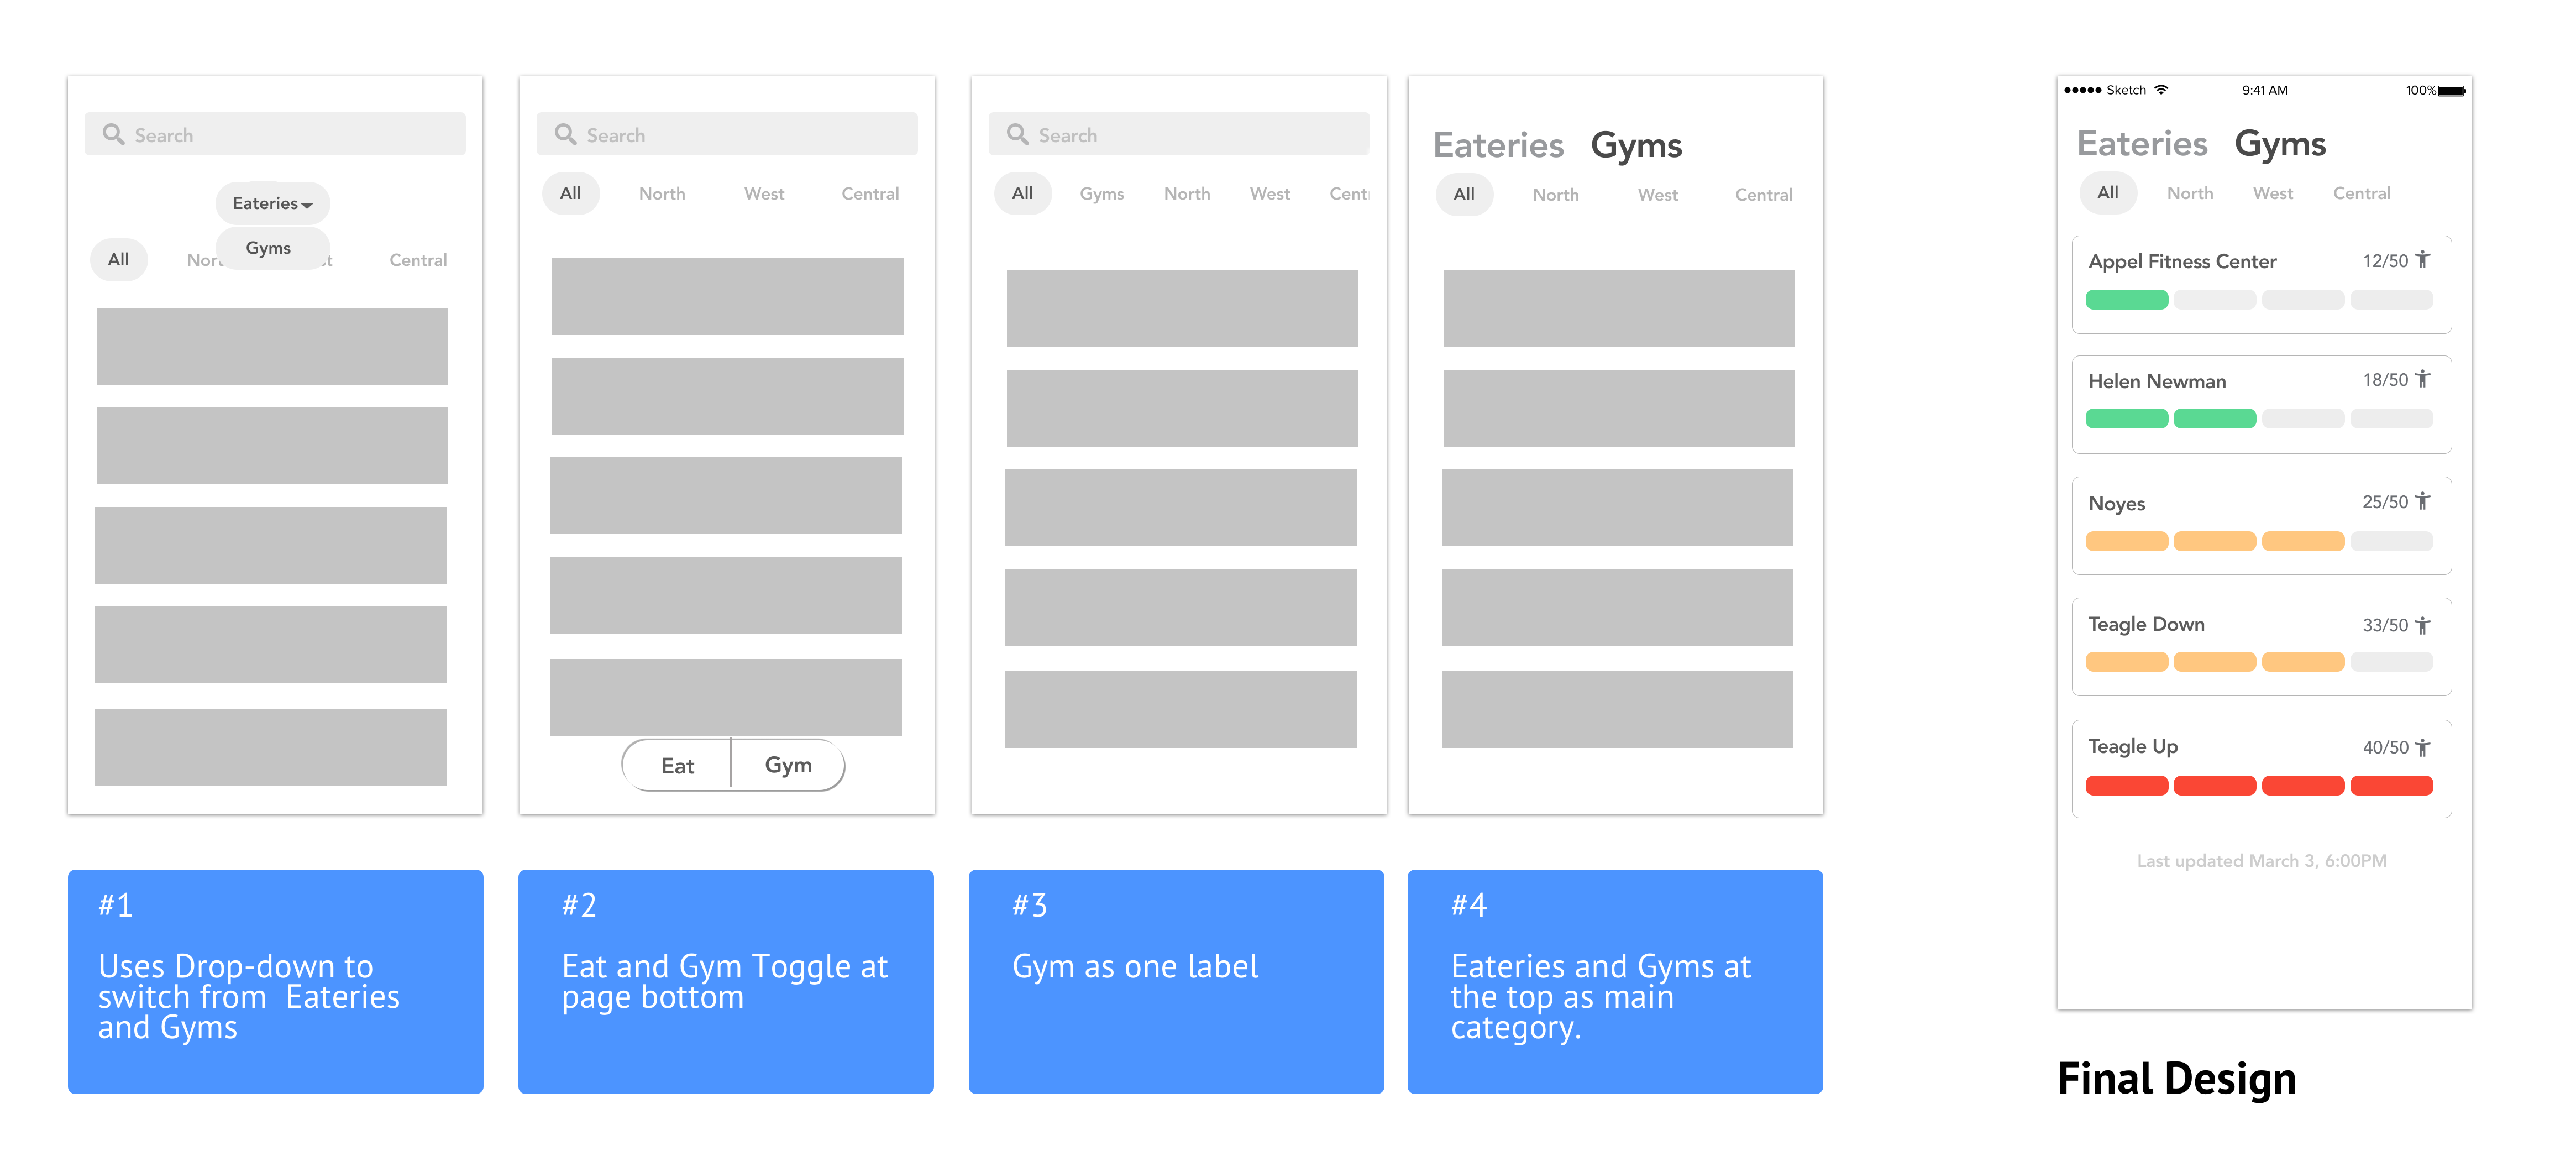 Search
Eateries
Gyms
All Central
Search
All North West Central
Eat Gym
Search
All Gyms North West
Eateries Gyms
All North West Central
Sketch 9:41 AM 100%
Eateries Gyms
All North West Central
Appel Fitness Center 12/50
Helen Newman 18/50
Noyes 25/50
Teagle Down 33/50
Teagle Up 40/50
Last updated March 3, 6:00PM
#1
Uses Drop-down to
switch from  Eateries
and Gyms
#2
Eat and Gym Toggle at
page bottom
#3
Gym as one label
#4
Eateries and Gyms at
the top as main
category.
Final Design